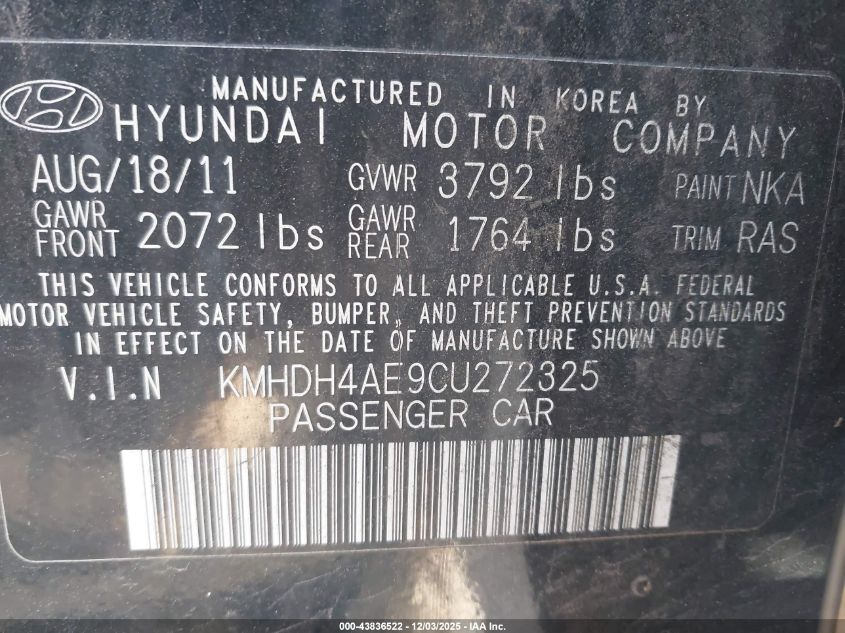 MANUFACTURED IN KOREA BY
HYUNDAI MOTOR COMPANY
AUG/18/11 GVWR 3792 lbs PAINT NKA
GAWR FRONT 2072 lbs GAWR REAR 1764 lbs TRIM RAS
THIS VEHICLE CONFORMS TO ALL APPLICABLE U.S.A. FEDERAL
MOTOR VEHICLE SAFETY, BUMPER, AND THEFT PREVENTION STANDARDS
IN EFFECT ON THE DATE OF MANUFACTURE SHOWN ABOVE
V.I.N KMHDH4AE9CU272325
PASSENGER CAR
000-43836522 - 12/03/2025 - IAA Inc.